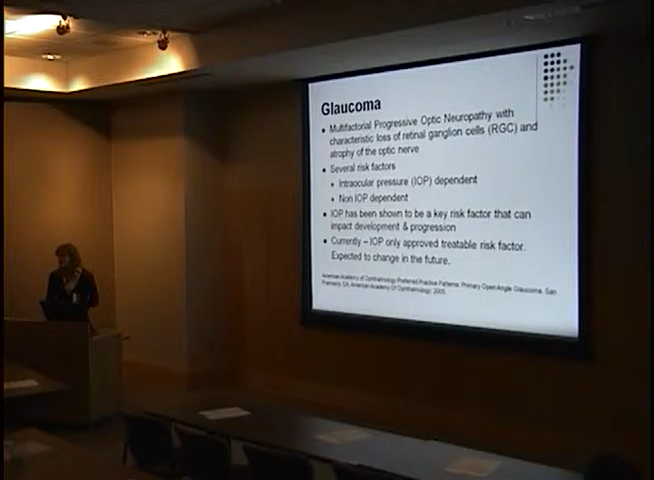 Glaucoma
Multifactorial Progressive Optic Neuropathy with
characteristic loss of retinal ganglion cells (RGC) and
atrophy of the optic nerve
Several risk factors
Intraocular pressure (IOP) dependent
Non IOP dependent
IOP has been shown to be a key risk factor that can
impact development & progression
Currently – IOP only approved treatable risk factor.
Expected to change in the future.
American Academy of Ophthalmology Preferred Practice Patterns: Primary Open Angle Glaucoma. San
Francisco, CA: American Academy Of Ophthalmology; 2005.